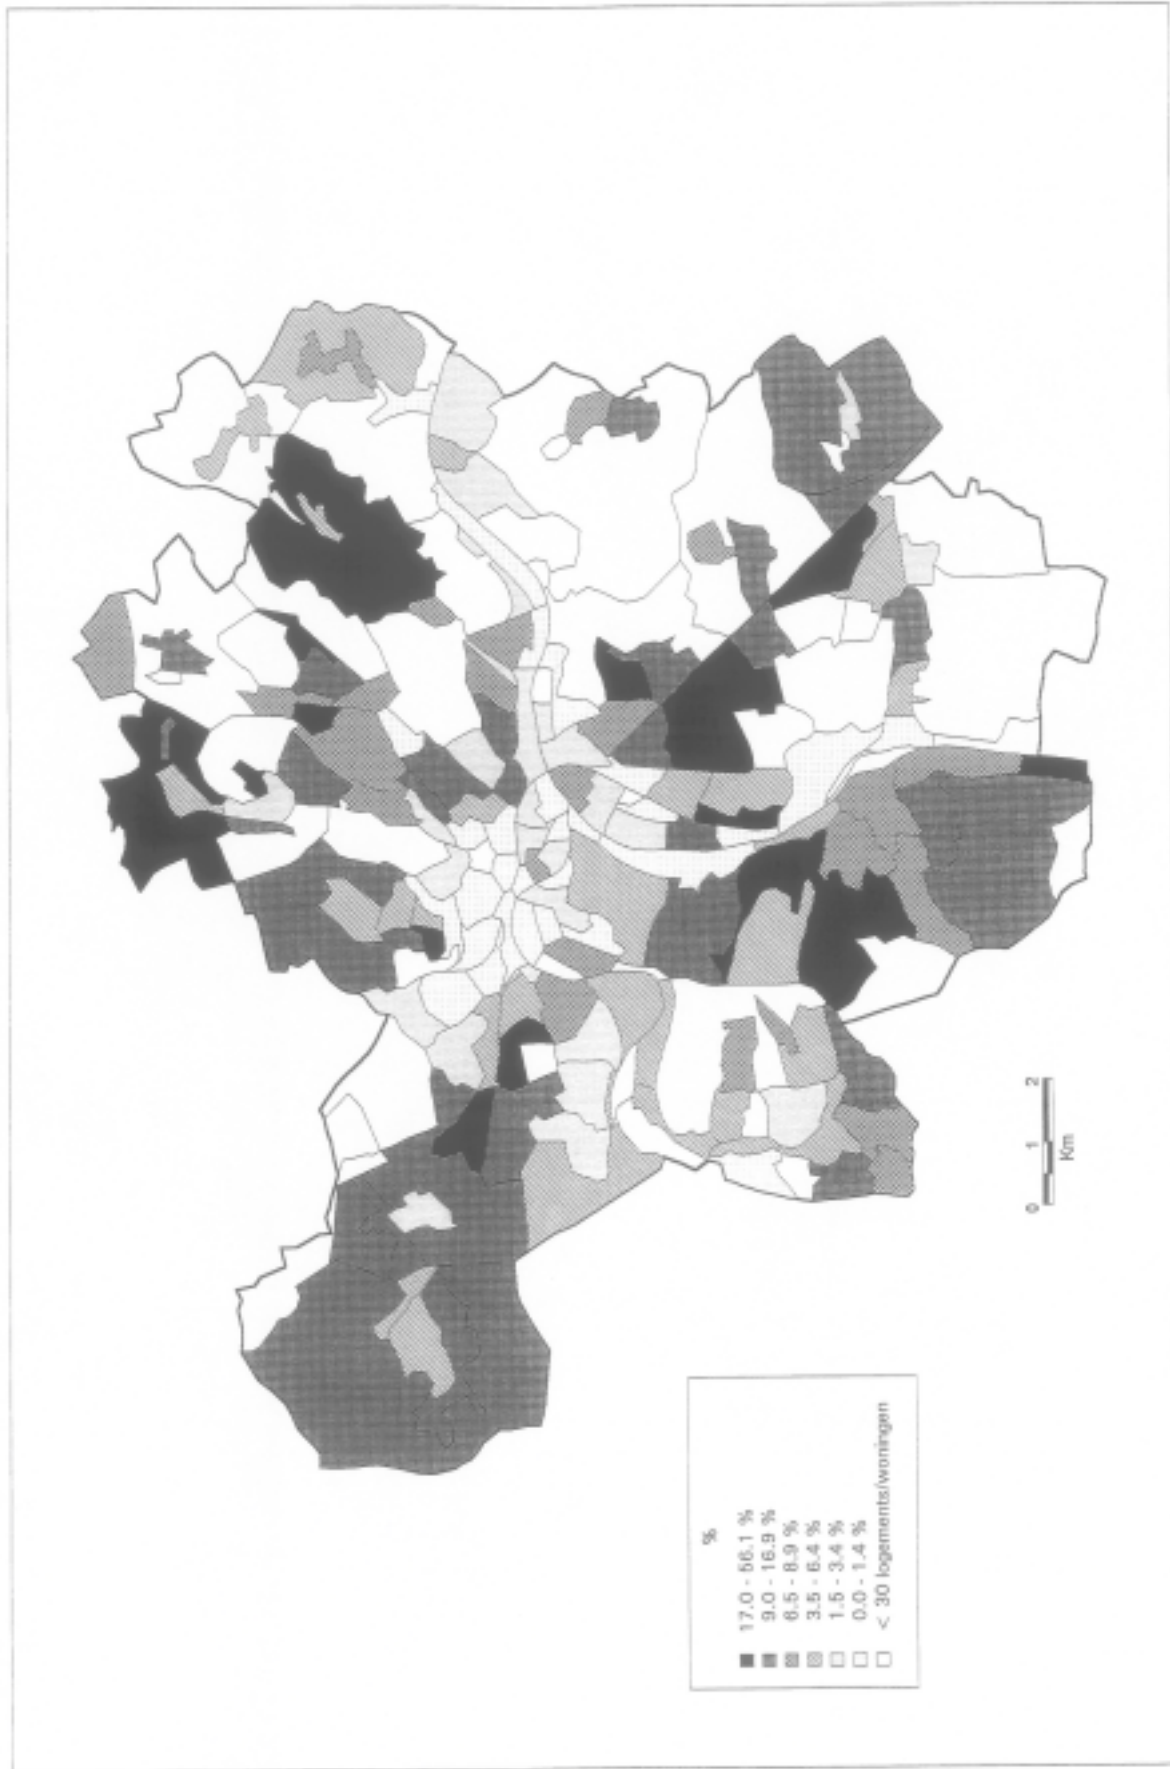 %
17.0 - 56.1 %
9.0 - 16.9 %
6.5 - 8.9 %
3.5 - 6.4 %
1.5 - 3.4 %
0.0 - 1.4 %
< 30 logements/woningen
0 1 2
Km